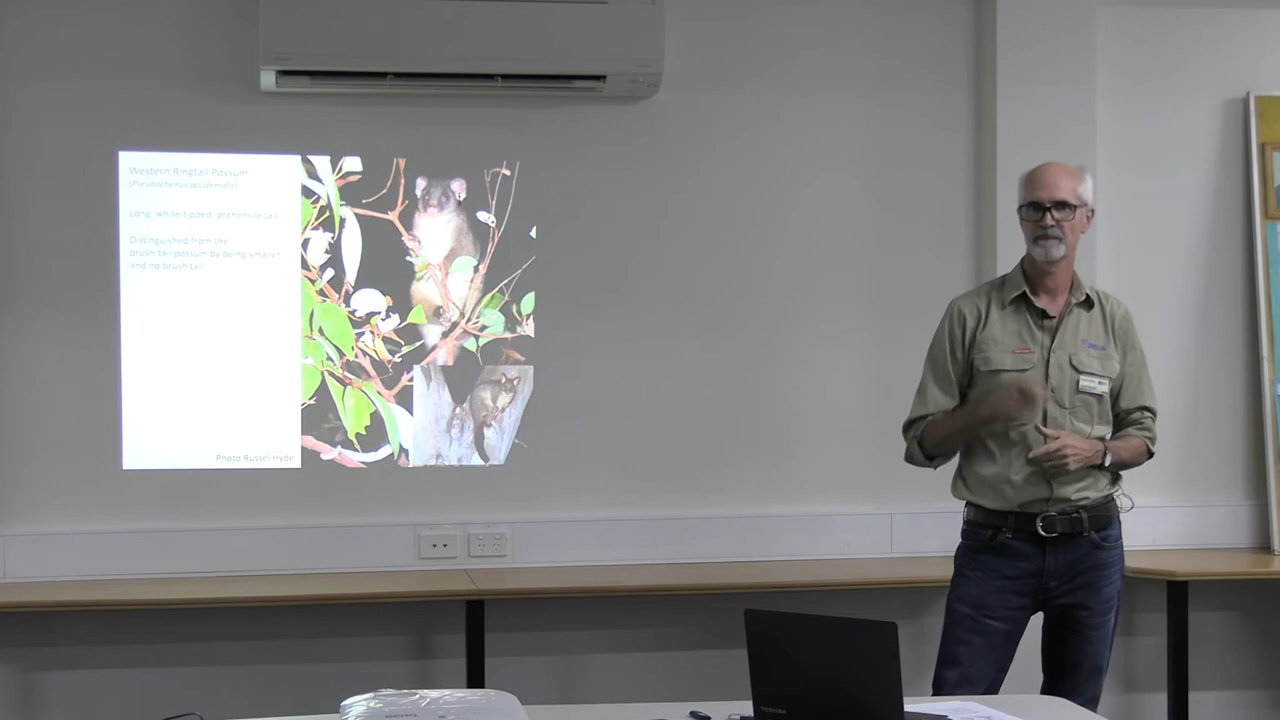 Western Ringtail Possum
(Pseudocheirus occidentalis)
Long, white-tipped, prehensile tail
Distinguished from the
brush tail possum by being smaller
and no brush tail
Photo Russel Hyde
TOSHIBA